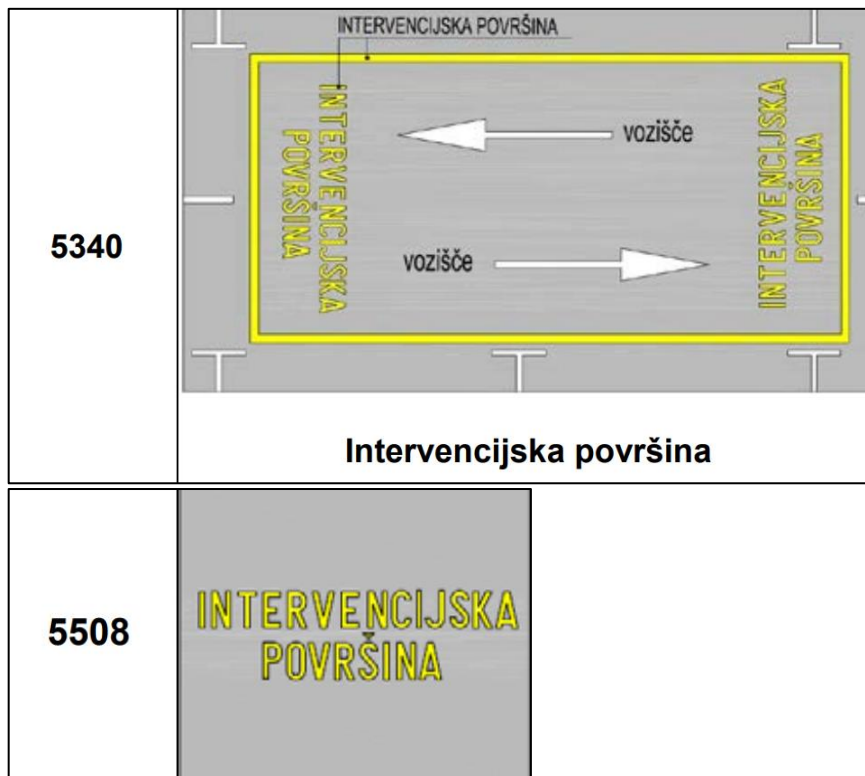 INTERVENCIJSKA POVRŠINA
INTERVENCIJSKA
POVRŠINA
vozišče
INTERVENCIJSKA
POVRŠINA
5340
vozišče
Intervencijska površina
5508
INTERVENCIJSKA
POVRŠINA